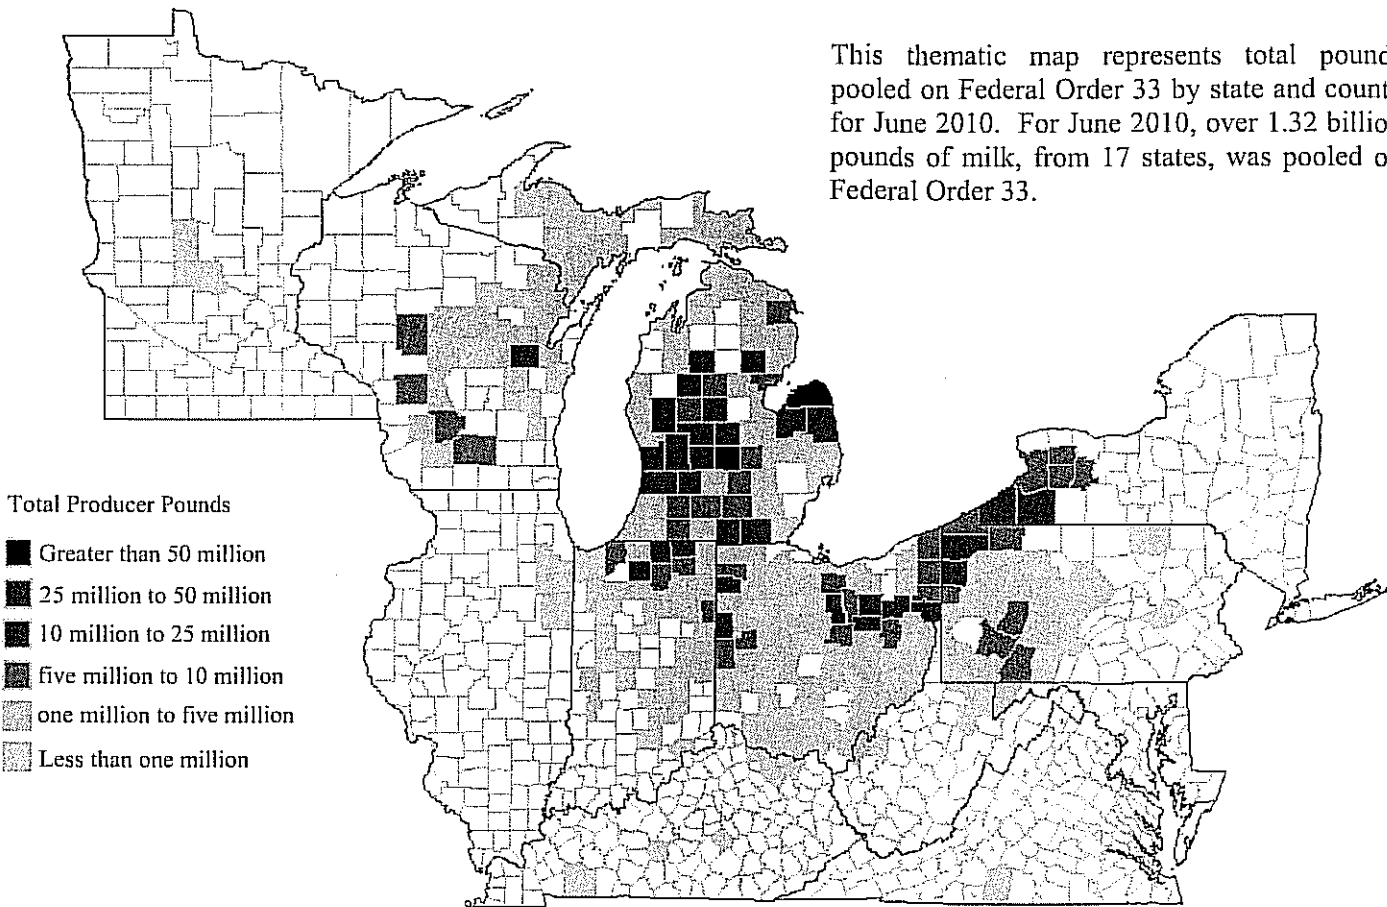 This thematic map represents total pound
pooled on Federal Order 33 by state and count
for June 2010. For June 2010, over 1.32 billio
pounds of milk, from 17 states, was pooled o
Federal Order 33.
Total Producer Pounds
Greater than 50 million
25 million to 50 million
10 million to 25 million
five million to 10 million
one million to five million
Less than one million